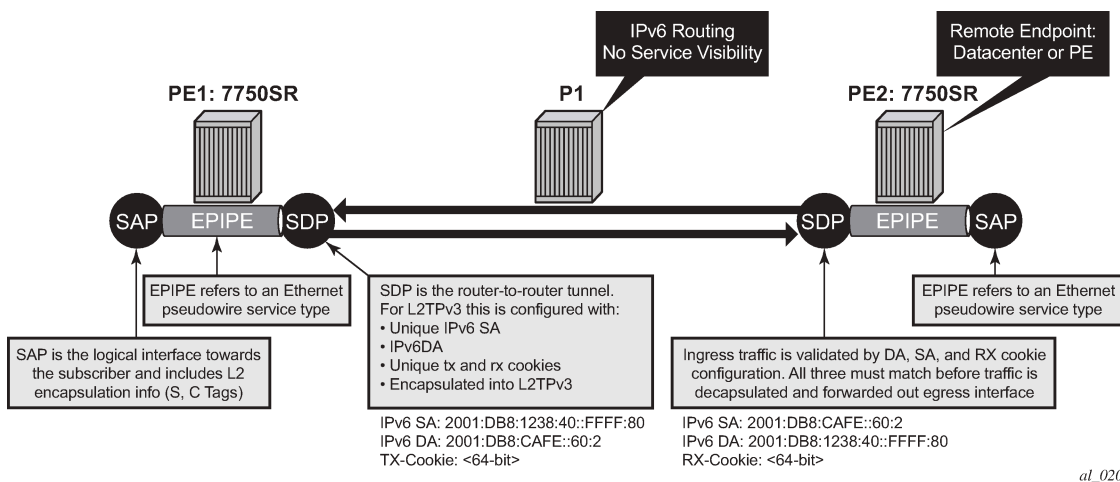 IPv6 Routing
No Service Visibility
Remote Endpoint:
Datacenter or PE
PE1: 7750SR
P1
PE2: 7750SR
SAP
EPIPE
SDP
SDP
EPIPE
SAP
EPIPE refers to an Ethernet
pseudowire service type
SAP is the logical interface towards
the subscriber and includes L2
encapsulation info (S, C Tags)
SDP is the router-to-router tunnel.
For L2TPv3 this is configured with:
• Unique IPv6 SA
• IPv6DA
• Unique tx and rx cookies
• Encapsulated into L2TPv3
IPv6 SA: 2001:DB8:1238:40::FFFF:80
IPv6 DA: 2001:DB8:CAFE::60:2
TX-Cookie: <64-bit>
EPIPE refers to an Ethernet
pseudowire service type
Ingress traffic is validated by DA, SA, and RX cookie
configuration. All three must match before traffic is
decapsulated and forwarded out egress interface
IPv6 SA: 2001:DB8:CAFE::60:2
IPv6 DA: 2001:DB8:1238:40::FFFF:80
RX-Cookie: <64-bit>
al_020